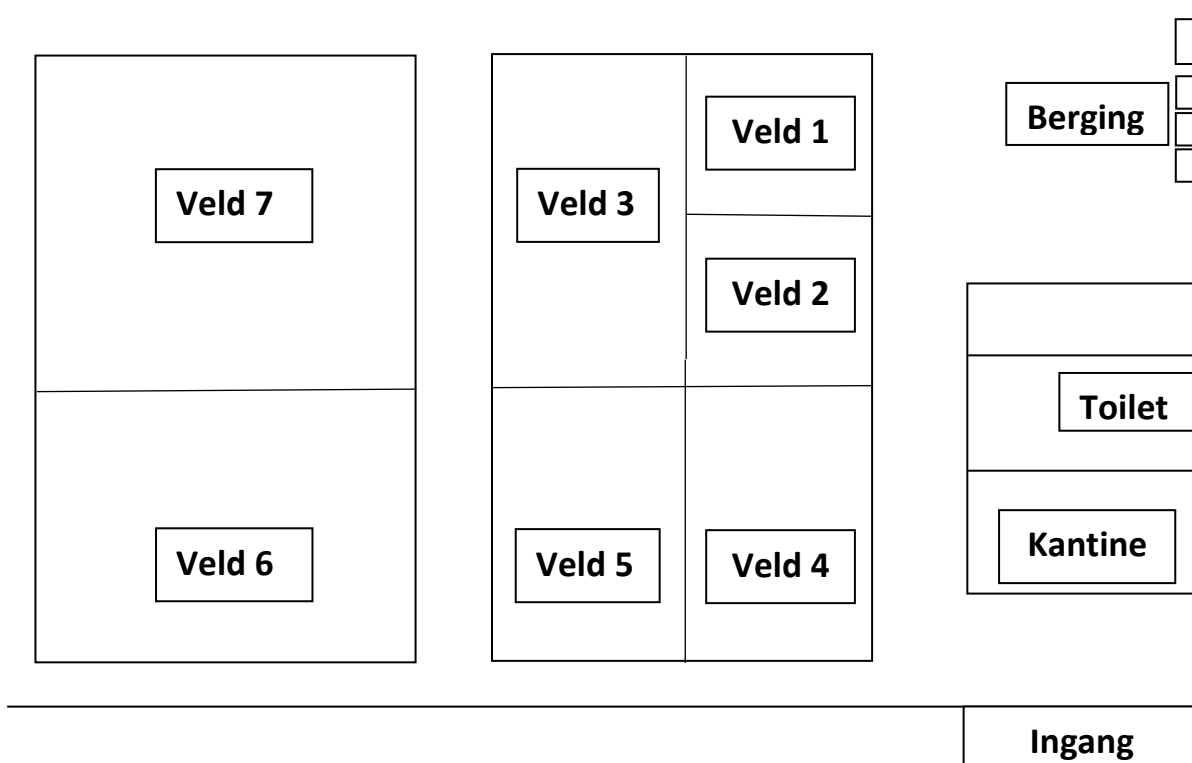 Veld 1
Berging
Veld 7
Veld 3
Veld 2
Toilet
Kantine
Veld 6
Veld 5
Veld 4
Ingang